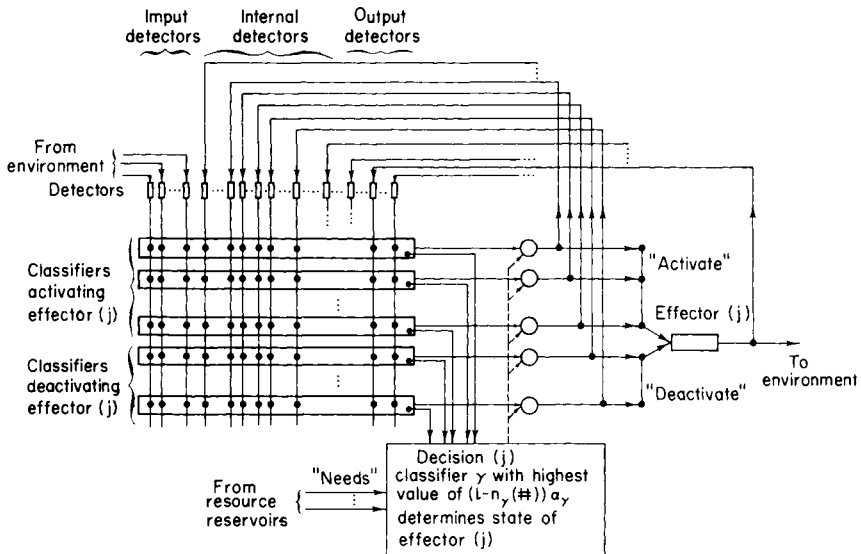 Imput
detectors
Internal
detectors
Output
detectors
From
environment
Detectors
Classifiers
activating
effector (j)
Classifiers
deactivating
effector (j)
"Activate"
Effector (j)
To
environment
"Deactivate"
Decision (j)
classifier γ with highest
value of (l-nγ(#)) αγ
determines state of
effector (j)
"Needs"
From
resource
reservoirs